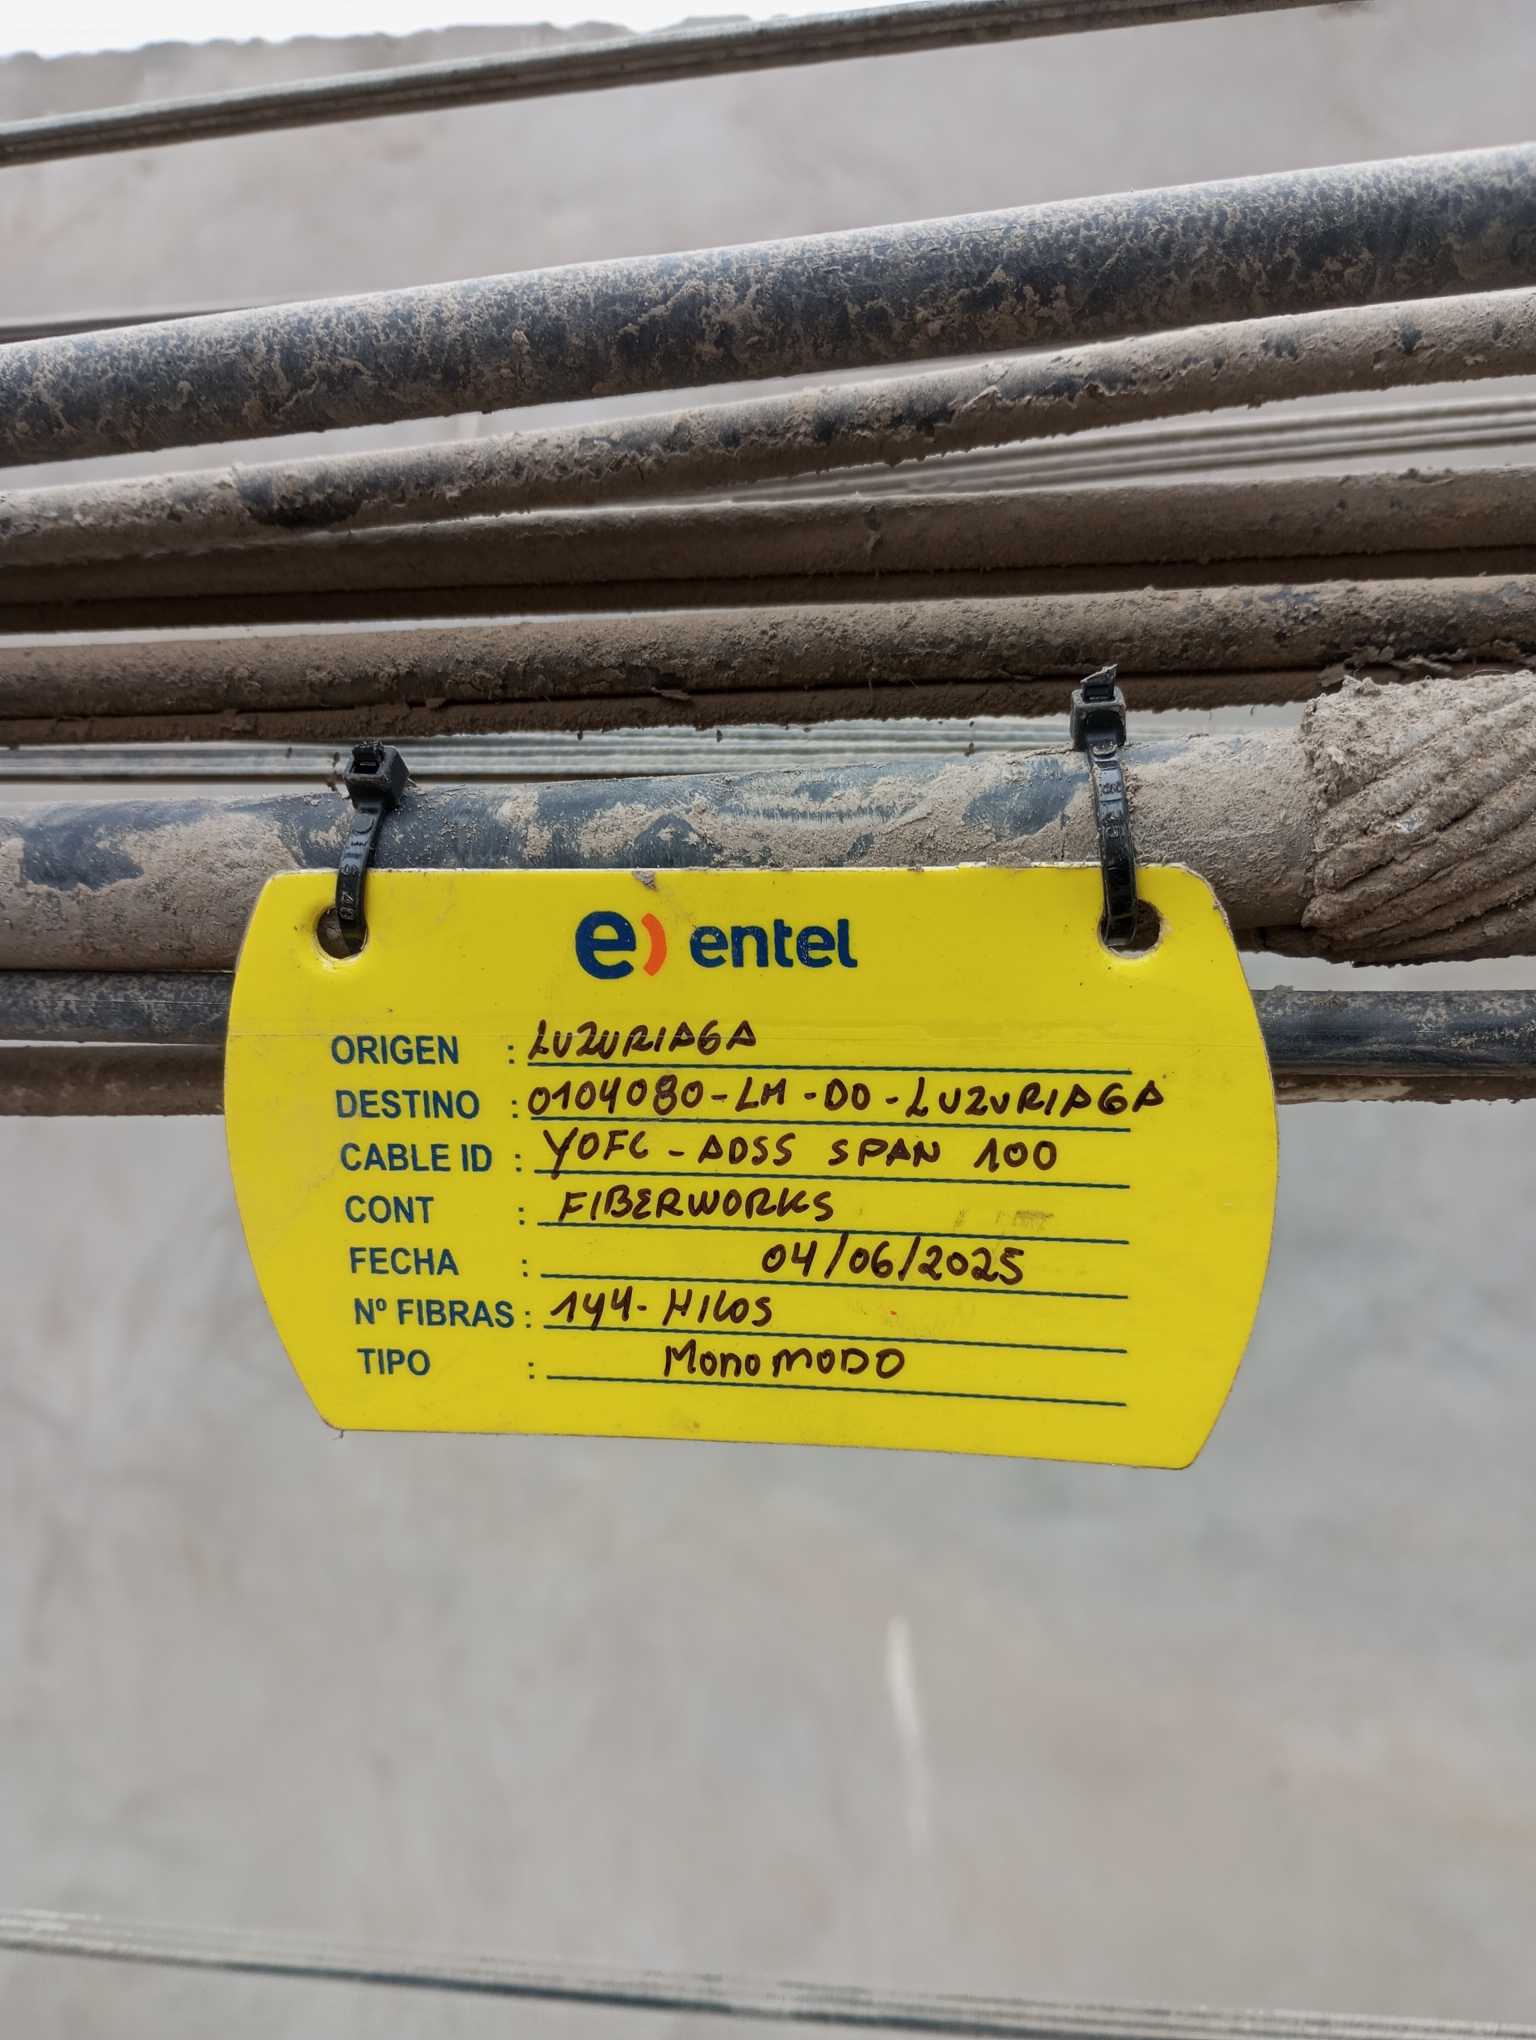 e) entel
ORIGEN : LUZURIAGA
DESTINO : 0104080-LM-DO-LUZURIAGA
CABLE ID : YOFC - ADSS SPAN 100
CONT : FIBERWORKS
FECHA : 04/06/2025
Nº FIBRAS : 144- HILOS
TIPO : MonoMODO